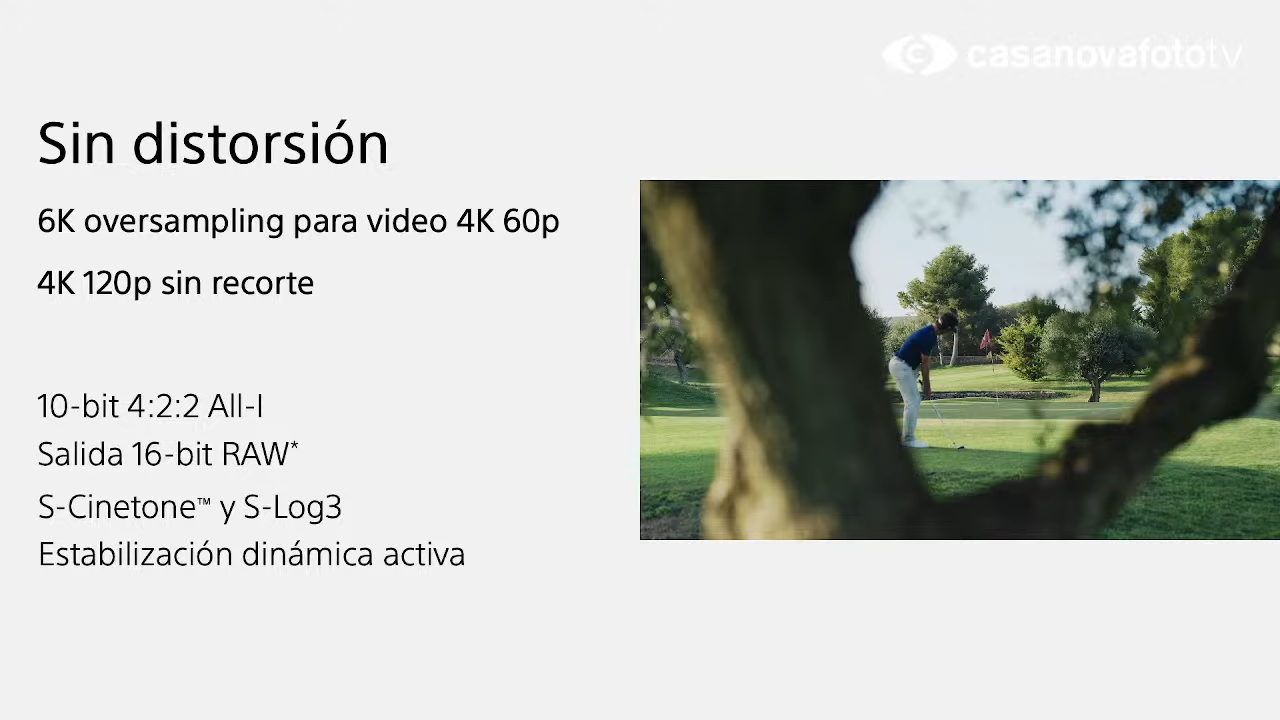 casanovafototv
Sin distorsión
6K oversampling para video 4K 60p
4K 120p sin recorte
10-bit 4:2:2 All-I
Salida 16-bit RAW*
S-Cinetone™ y S-Log3
Estabilización dinámica activa